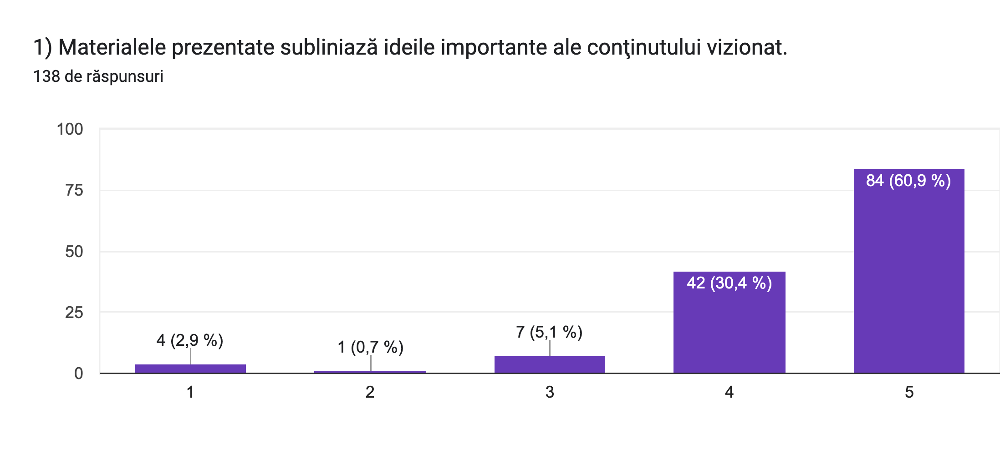 1) Materialele prezentate subliniază ideile importante ale conţinutului vizionat.
138 de răspunsuri
100
75
50
25
0
4 (2,9 %)
1 (0,7 %)
7 (5,1 %)
42 (30,4 %)
84 (60,9 %)
1
2
3
4
5